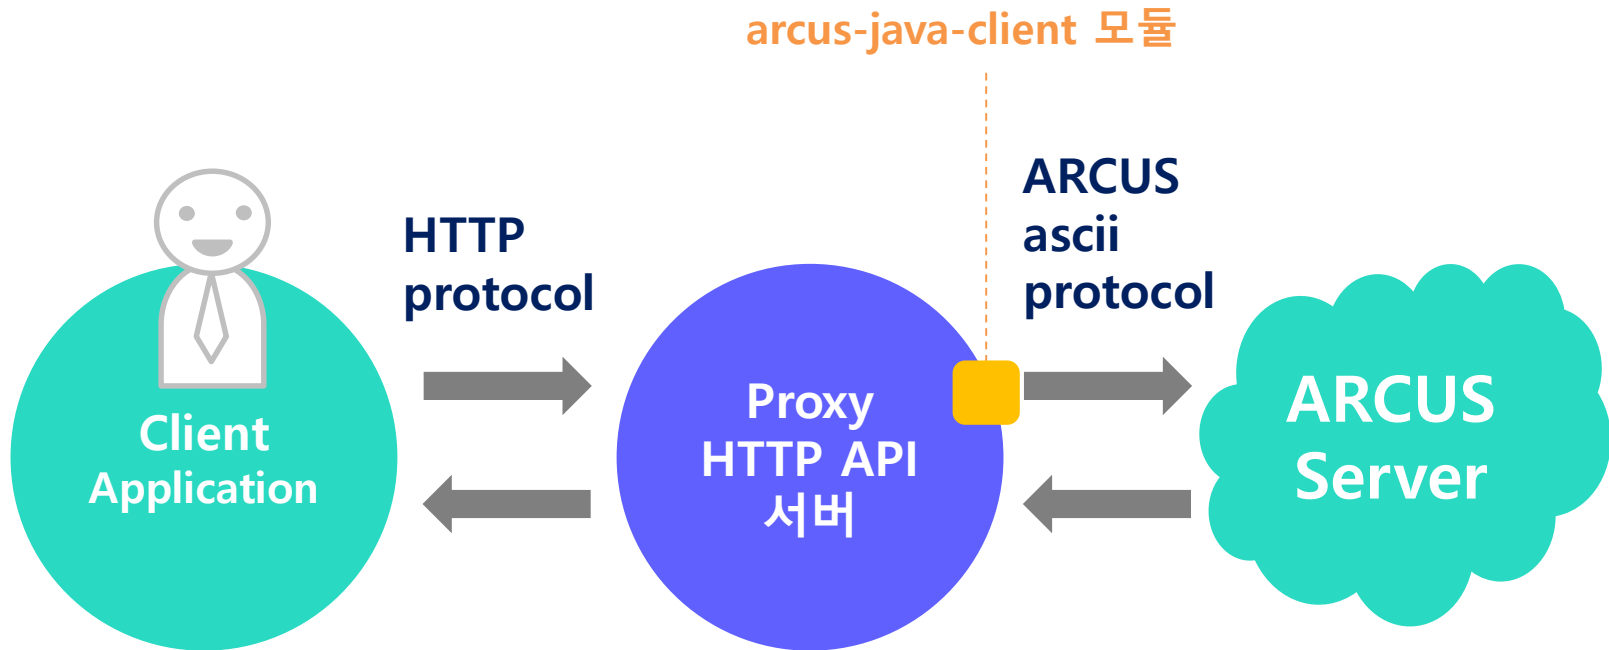 arcus-java-client 모듈
HTTP
protocol
ARCUS
ascii
protocol
Client
Application
Proxy
HTTP API
서버
ARCUS
Server